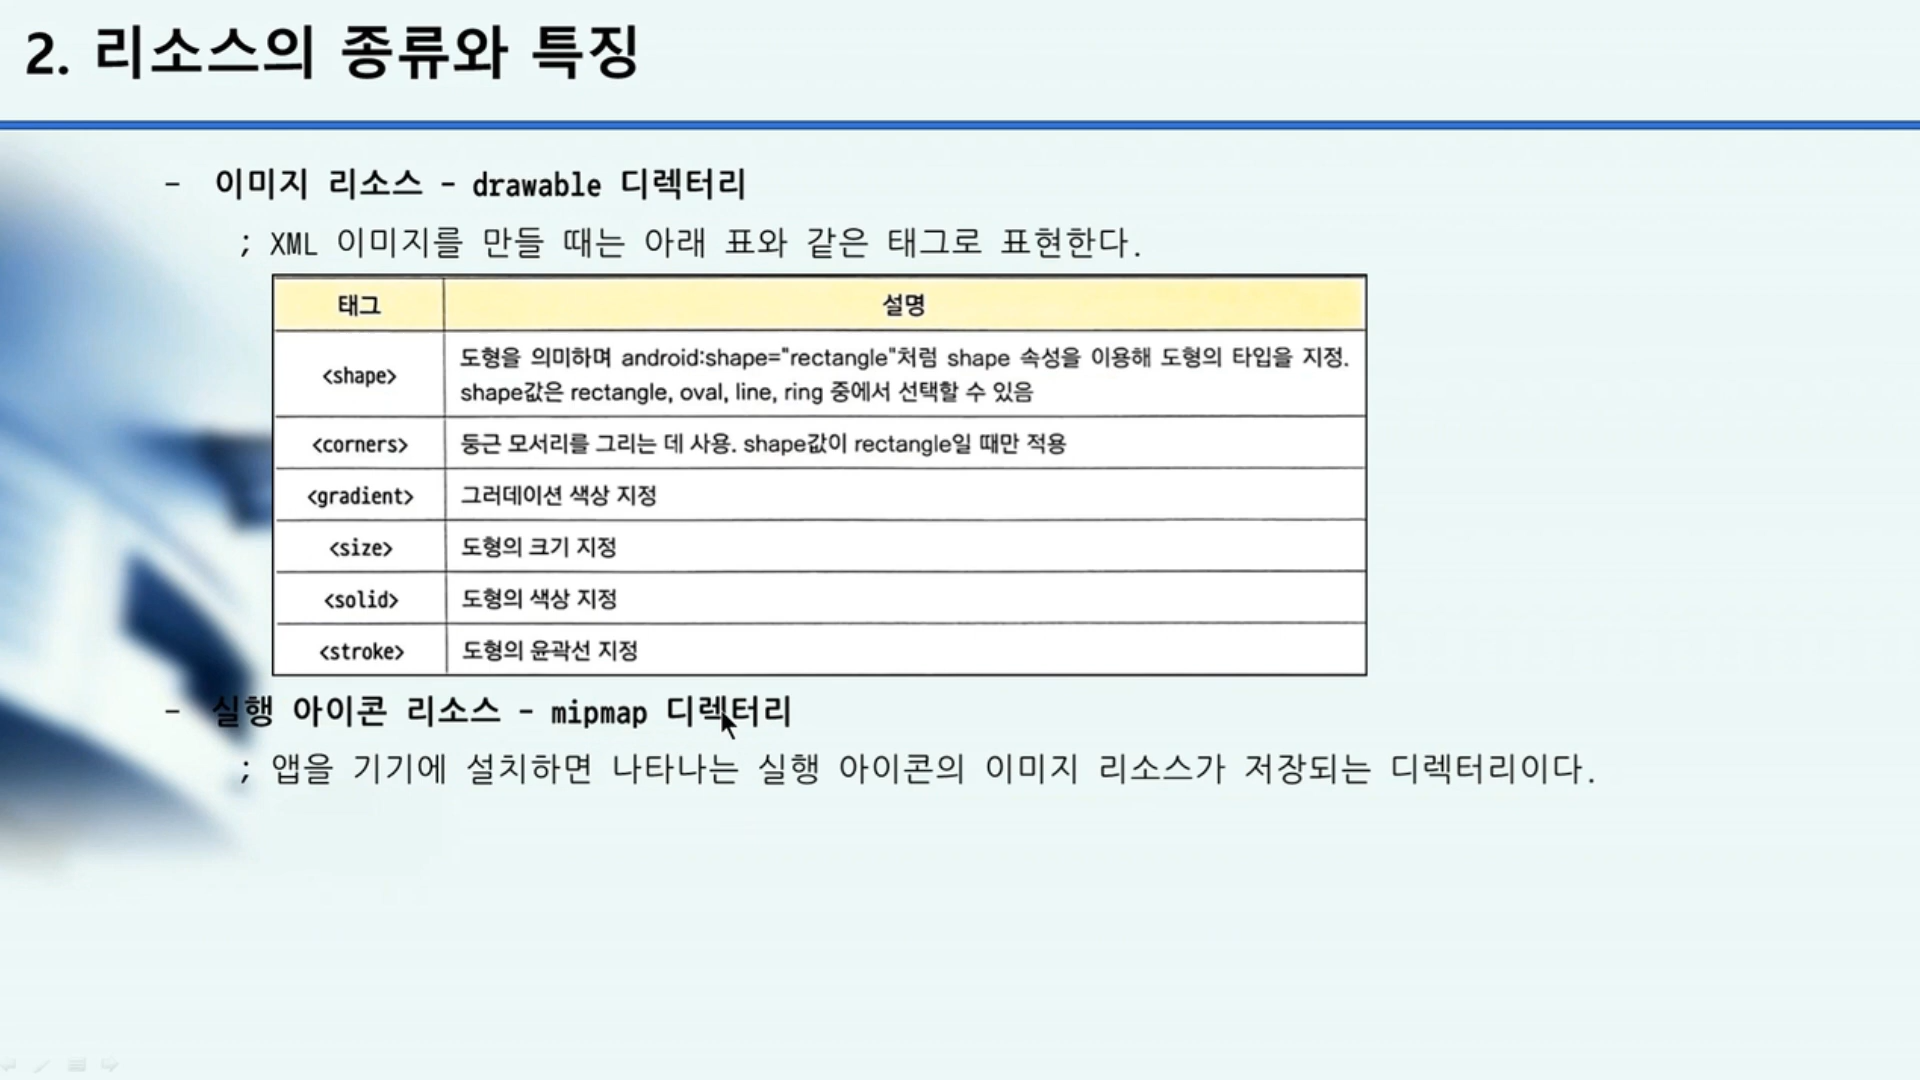 2. 리소스의 종류와 특징
- 이미지 리소스 - drawable 디렉터리
; XML 이미지를 만들 때는 아래 표와 같은 태그로 표현한다.
태그 설명
<shape> 도형을 의미하며 android:shape="rectangle"처럼 shape 속성을 이용해 도형의 타입을 지정.
shape값은 rectangle, oval, line, ring 중에서 선택할 수 있음
<corners> 둥근 모서리를 그리는 데 사용. shape값이 rectangle일 때만 적용
<gradient> 그러데이션 색상 지정
<size> 도형의 크기 지정
<solid> 도형의 색상 지정
<stroke> 도형의 윤곽선 지정
- 실행 아이콘 리소스 - mipmap 디렉터리
; 앱을 기기에 설치하면 나타나는 실행 아이콘의 이미지 리소스가 저장되는 디렉터리이다.